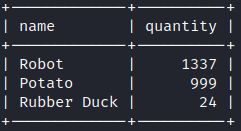 +-------------+----------+
| name        | quantity |
+-------------+----------+
| Robot       |     1337 |
| Potato      |      999 |
| Rubber Duck |       24 |
+-------------+----------+